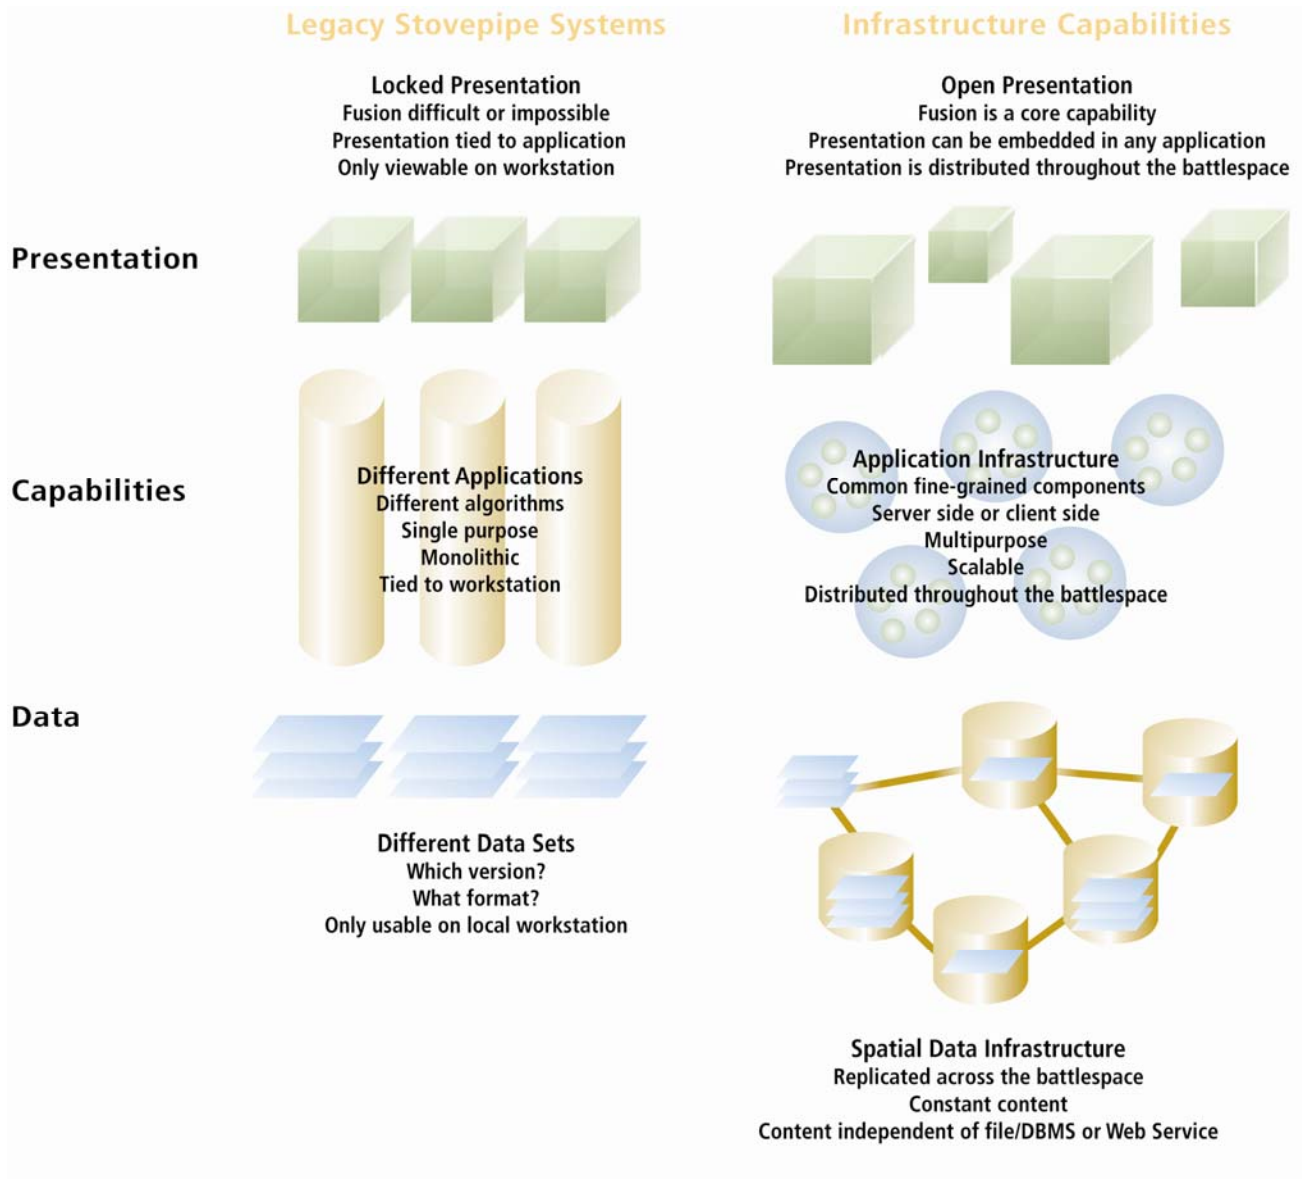 Legacy Stovepipe Systems
Infrastructure Capabilities
Locked Presentation
Fusion difficult or impossible
Presentation tied to application
Only viewable on workstation
Open Presentation
Fusion is a core capability
Presentation can be embedded in any application
Presentation is distributed throughout the battlespace
Presentation
Capabilities
Different Applications
Different algorithms
Single purpose
Monolithic
Tied to workstation
Application Infrastructure
Common fine-grained components
Server side or client side
Multipurpose
Scalable
Distributed throughout the battlespace
Data
Different Data Sets
Which version?
What format?
Only usable on local workstation
Spatial Data Infrastructure
Replicated across the battlespace
Constant content
Content independent of file/DBMS or Web Service